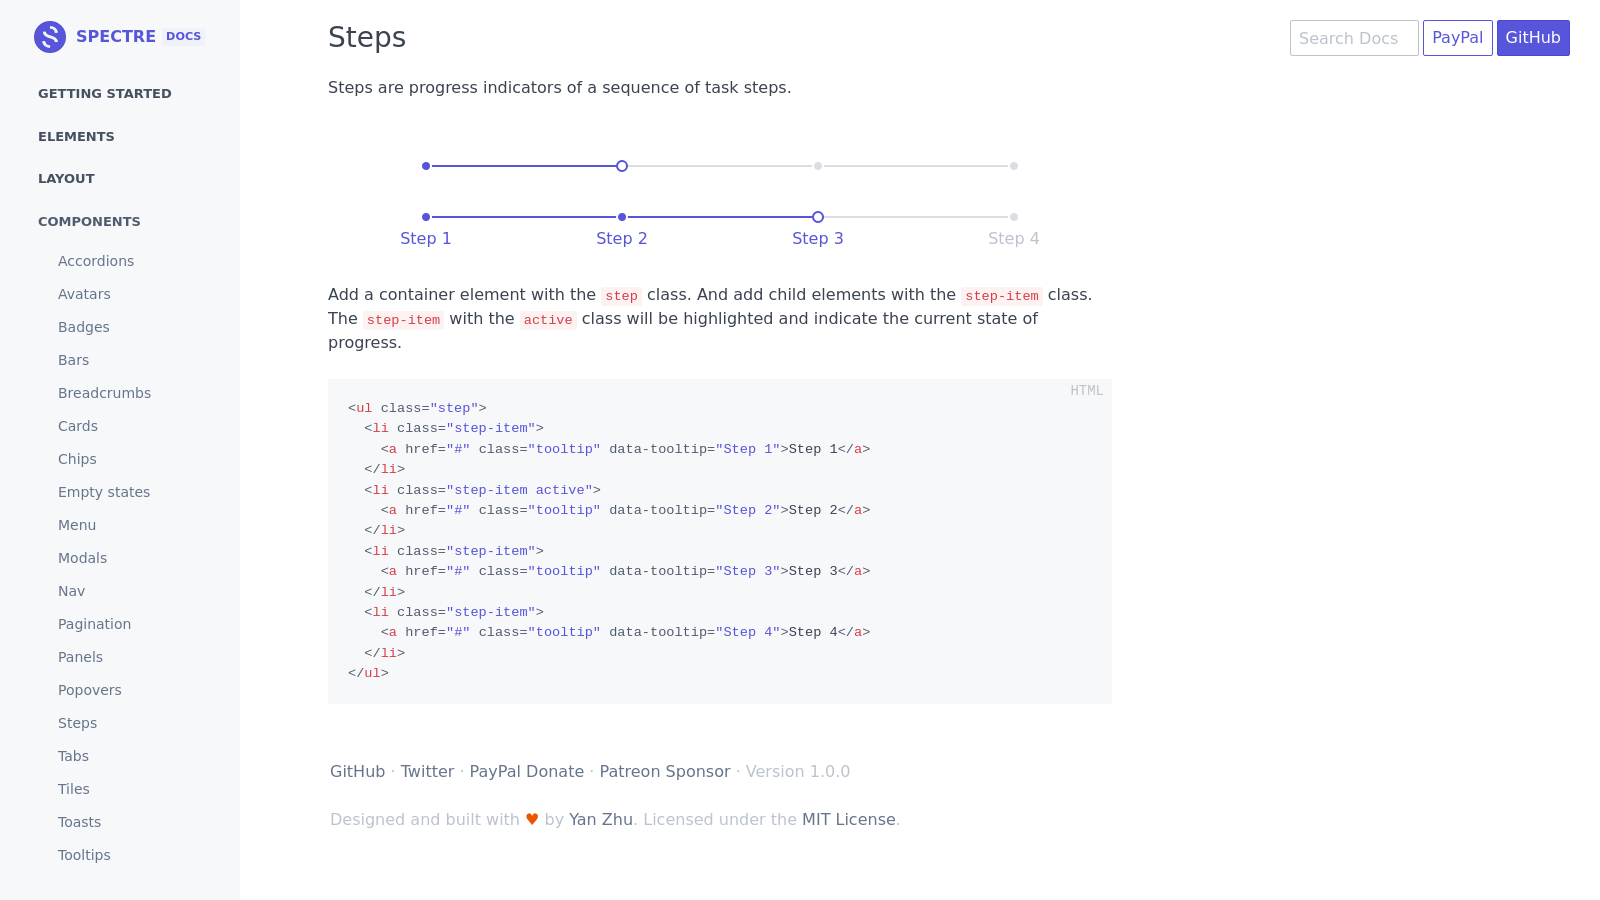 SPECTRE DOCS
GETTING STARTED
ELEMENTS
LAYOUT
COMPONENTS
Accordions
Avatars
Badges
Bars
Breadcrumbs
Cards
Chips
Empty states
Menu
Modals
Nav
Pagination
Panels
Popovers
Steps
Tabs
Tiles
Toasts
Tooltips
Steps
Search Docs
PayPal
GitHub
Steps are progress indicators of a sequence of task steps.
Step 1 Step 2 Step 3 Step 4
Add a container element with the step class. And add child elements with the step-item class.
The step-item with the active class will be highlighted and indicate the current state of
progress.
HTML
<ul class="step">
  <li class="step-item">
    <a href="#" class="tooltip" data-tooltip="Step 1">Step 1</a>
  </li>
  <li class="step-item active">
    <a href="#" class="tooltip" data-tooltip="Step 2">Step 2</a>
  </li>
  <li class="step-item">
    <a href="#" class="tooltip" data-tooltip="Step 3">Step 3</a>
  </li>
  <li class="step-item">
    <a href="#" class="tooltip" data-tooltip="Step 4">Step 4</a>
  </li>
</ul>
GitHub · Twitter · PayPal Donate · Patreon Sponsor · Version 1.0.0
Designed and built with ♥ by Yan Zhu. Licensed under the MIT License.